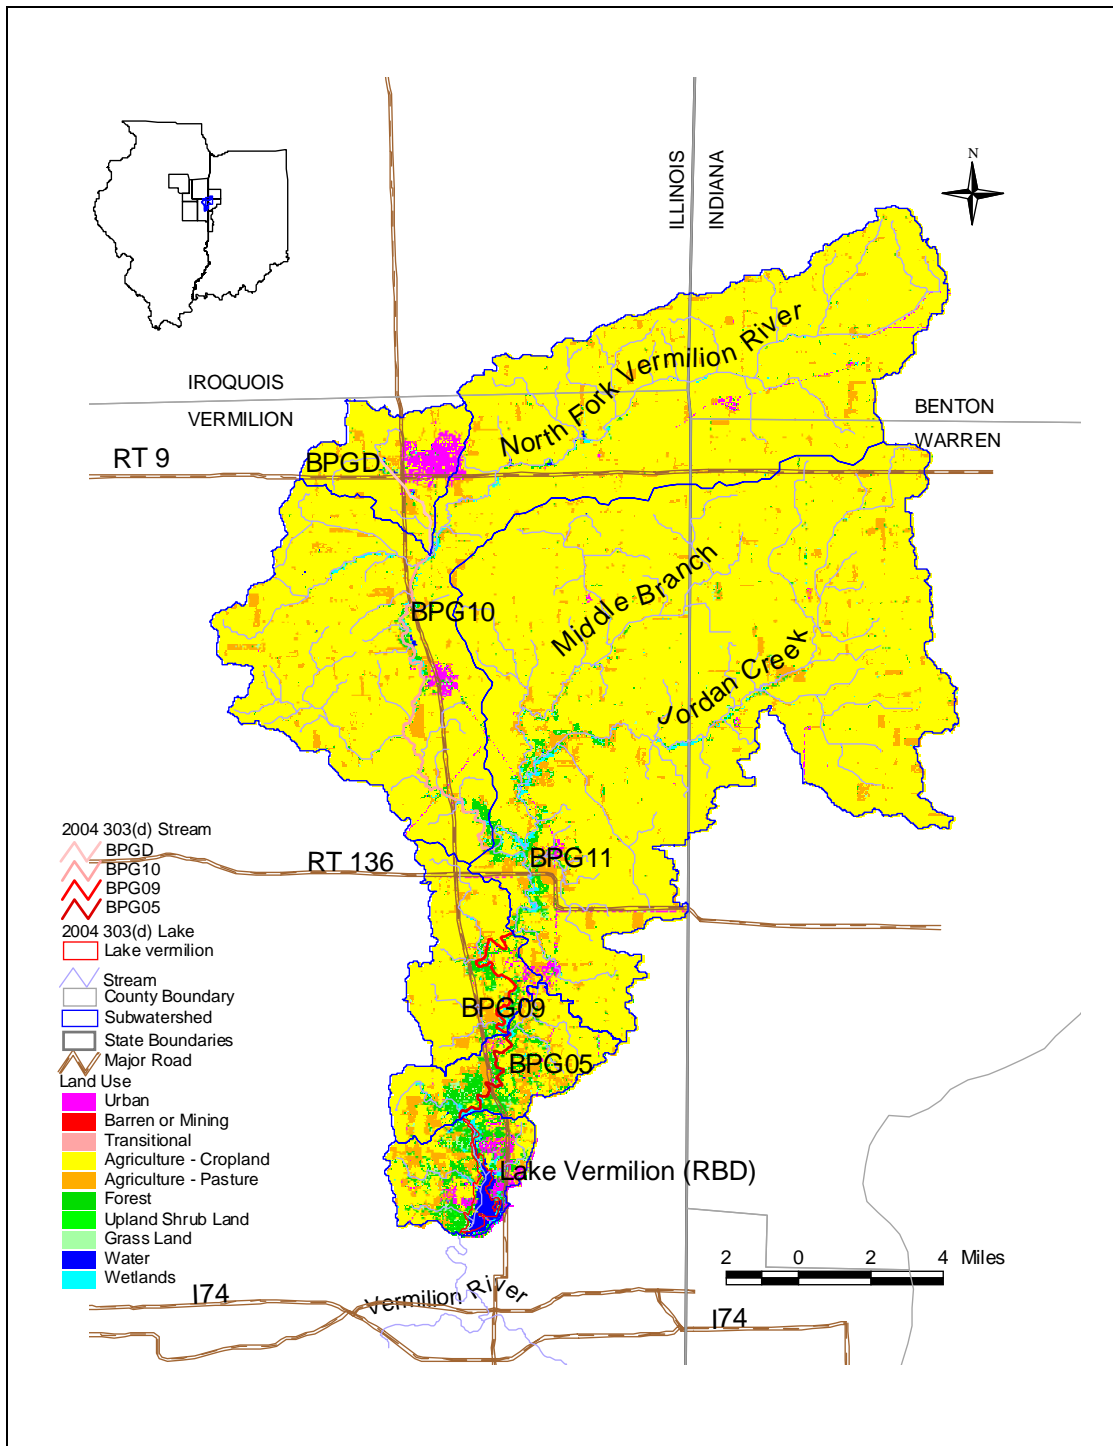 N
ILLINOIS
INDIANA
North Fork Vermilion River
IROQUOIS
VERMILION
BENTON
WARREN
RT 9
BPGD
Middle Branch
BPG10
Jordan Creek
RT 136
BPG11
BPG09
BPG05
Lake Vermilion (RBD)
2004 303(d) Stream
BPGD
BPG10
BPG09
BPG05
2004 303(d) Lake
Lake vermilion
Stream
County Boundary
Subwatershed
State Boundaries
Major Road
Land Use
Urban
Barren or Mining
Transitional
Agriculture - Cropland
Agriculture - Pasture
Forest
Upland Shrub Land
Grass Land
Water
Wetlands
2 0 2 4 Miles
I74
Vermilion River
I74